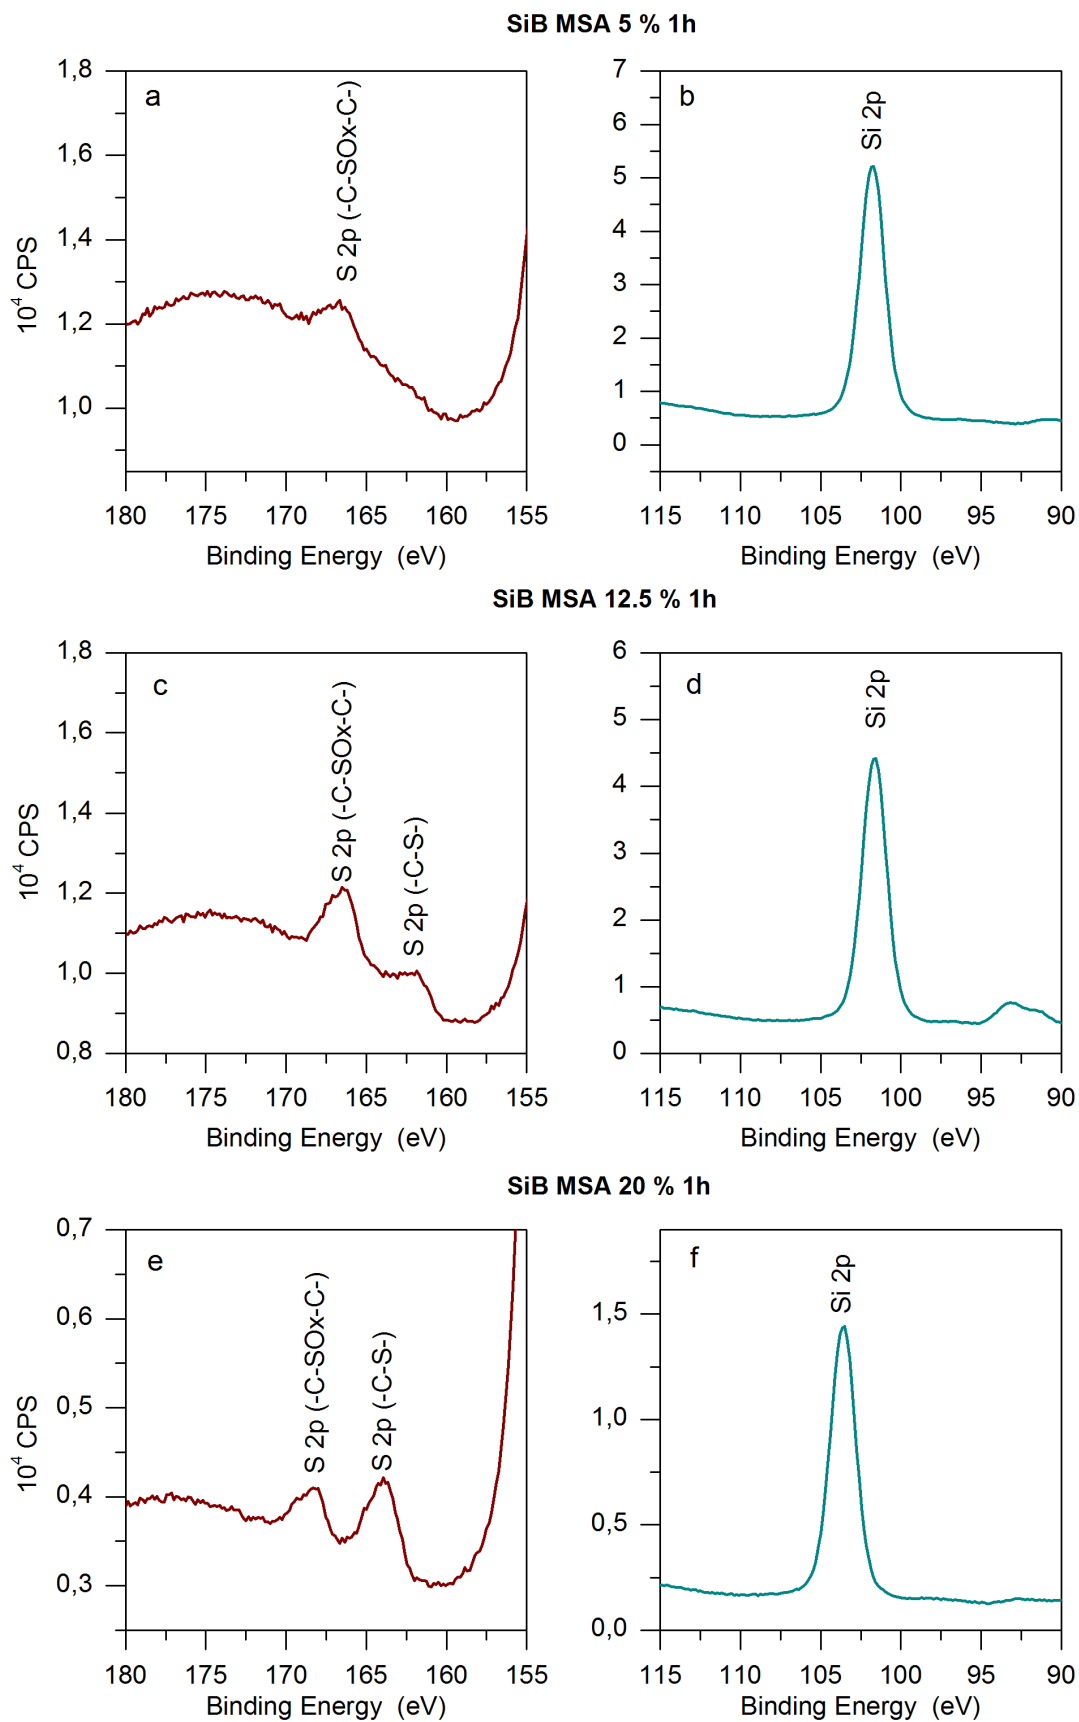 SiB MSA 5 % 1h
a
S 2p (-C-SOx-C-)
1,8
1,6
1,4
1,2
1,0
10⁴ CPS
180 175 170 165 160 155
Binding Energy (eV)
b
Si 2p
7
6
5
4
3
2
1
0
115 110 105 100 95 90
Binding Energy (eV)
SiB MSA 12.5 % 1h
c
S 2p (-C-SOx-C-)
S 2p (-C-S-)
1,8
1,6
1,4
1,2
1,0
0,8
10⁴ CPS
180 175 170 165 160 155
Binding Energy (eV)
d
Si 2p
6
5
4
3
2
1
0
115 110 105 100 95 90
Binding Energy (eV)
SiB MSA 20 % 1h
e
S 2p (-C-SOx-C-)
S 2p (-C-S-)
0,7
0,6
0,5
0,4
0,3
10⁴ CPS
180 175 170 165 160 155
Binding Energy (eV)
f
Si 2p
1,5
1,0
0,5
0,0
115 110 105 100 95 90
Binding Energy (eV)